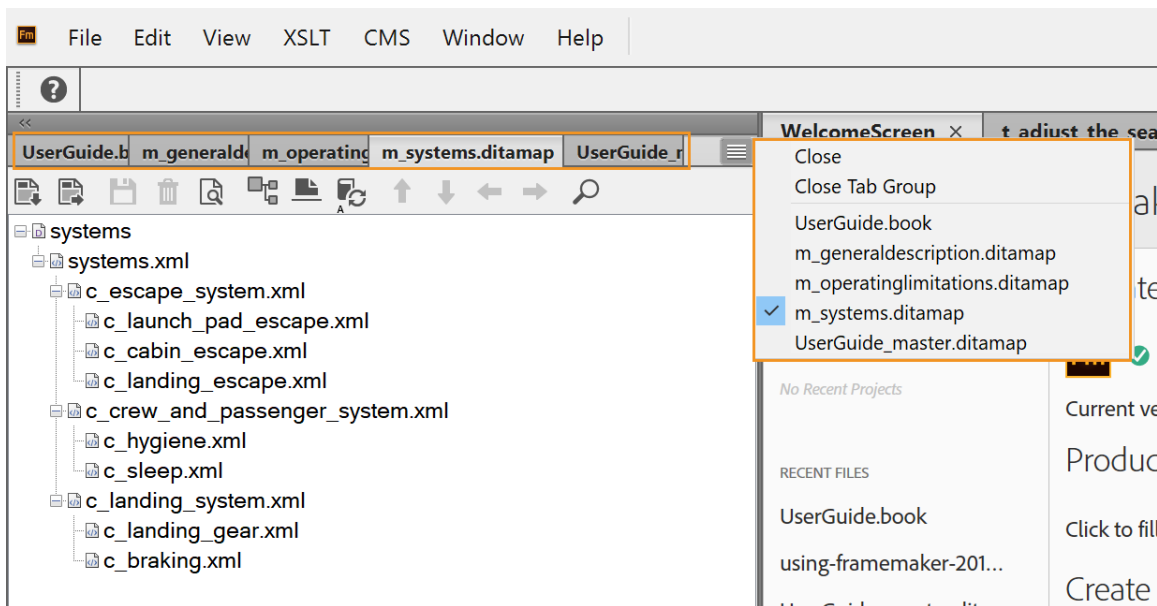 Fm File Edit View XSLT CMS Window Help
?
<<
UserGuide.b m_generalde m_operating m_systems.ditamap UserGuide_r
WelcomeScreen × t_adjust_the_sea
Close
Close Tab Group
UserGuide.book
m_generaldescription.ditamap
m_operatinglimitations.ditamap
m_systems.ditamap
UserGuide_master.ditamap
A
systems
systems.xml
c_escape_system.xml
c_launch_pad_escape.xml
c_cabin_escape.xml
c_landing_escape.xml
c_crew_and_passenger_system.xml
c_hygiene.xml
c_sleep.xml
c_landing_system.xml
c_landing_gear.xml
c_braking.xml
No Recent Projects
RECENT FILES
UserGuide.book
using-framemaker-201...
Current ve
Produc
Click to fil
Create